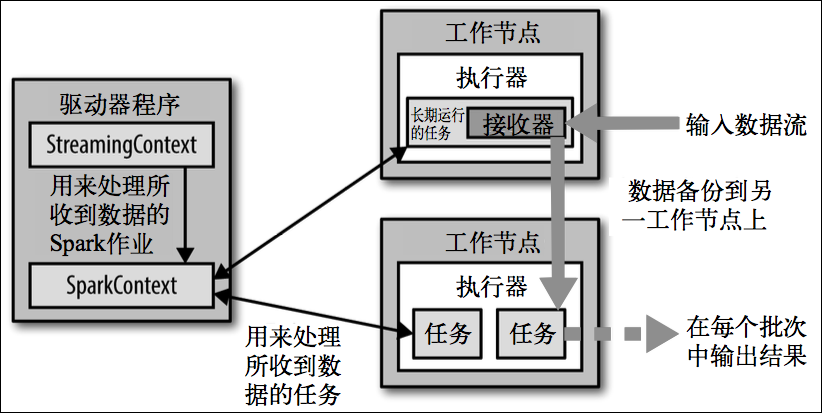 驱动器程序
StreamingContext
用来处理所
收到数据的
Spark作业
SparkContext
工作节点
执行器
长期运行
的任务
接收器
输入数据流
数据备份到另
一工作节点上
工作节点
执行器
任务
任务
用来处理
所收到数
据的任务
在每个批次
中输出结果